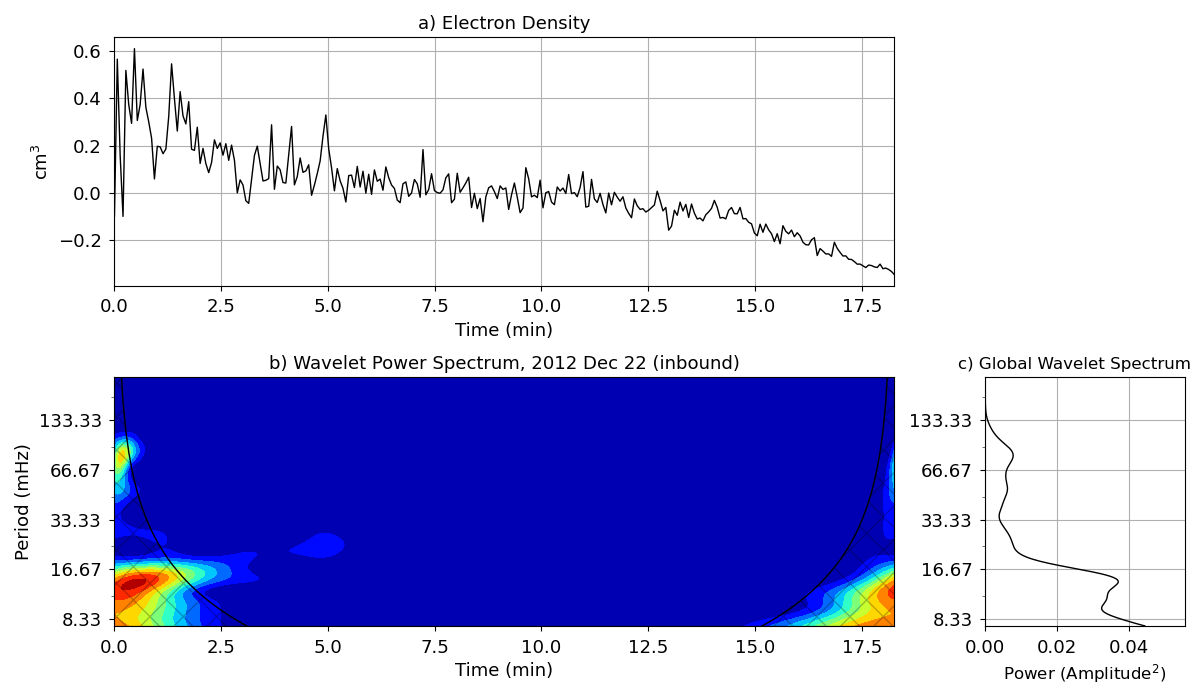 a) Electron Density
0.6
0.4
0.2
0.0
−0.2
cm³
0.0 2.5 5.0 7.5 10.0 12.5 15.0 17.5
Time (min)
b) Wavelet Power Spectrum, 2012 Dec 22 (inbound)
133.33
66.67
33.33
16.67
8.33
Period (mHz)
0.0 2.5 5.0 7.5 10.0 12.5 15.0 17.5
Time (min)
c) Global Wavelet Spectrum
133.33
66.67
33.33
16.67
8.33
0.00 0.02 0.04
Power (Amplitude²)